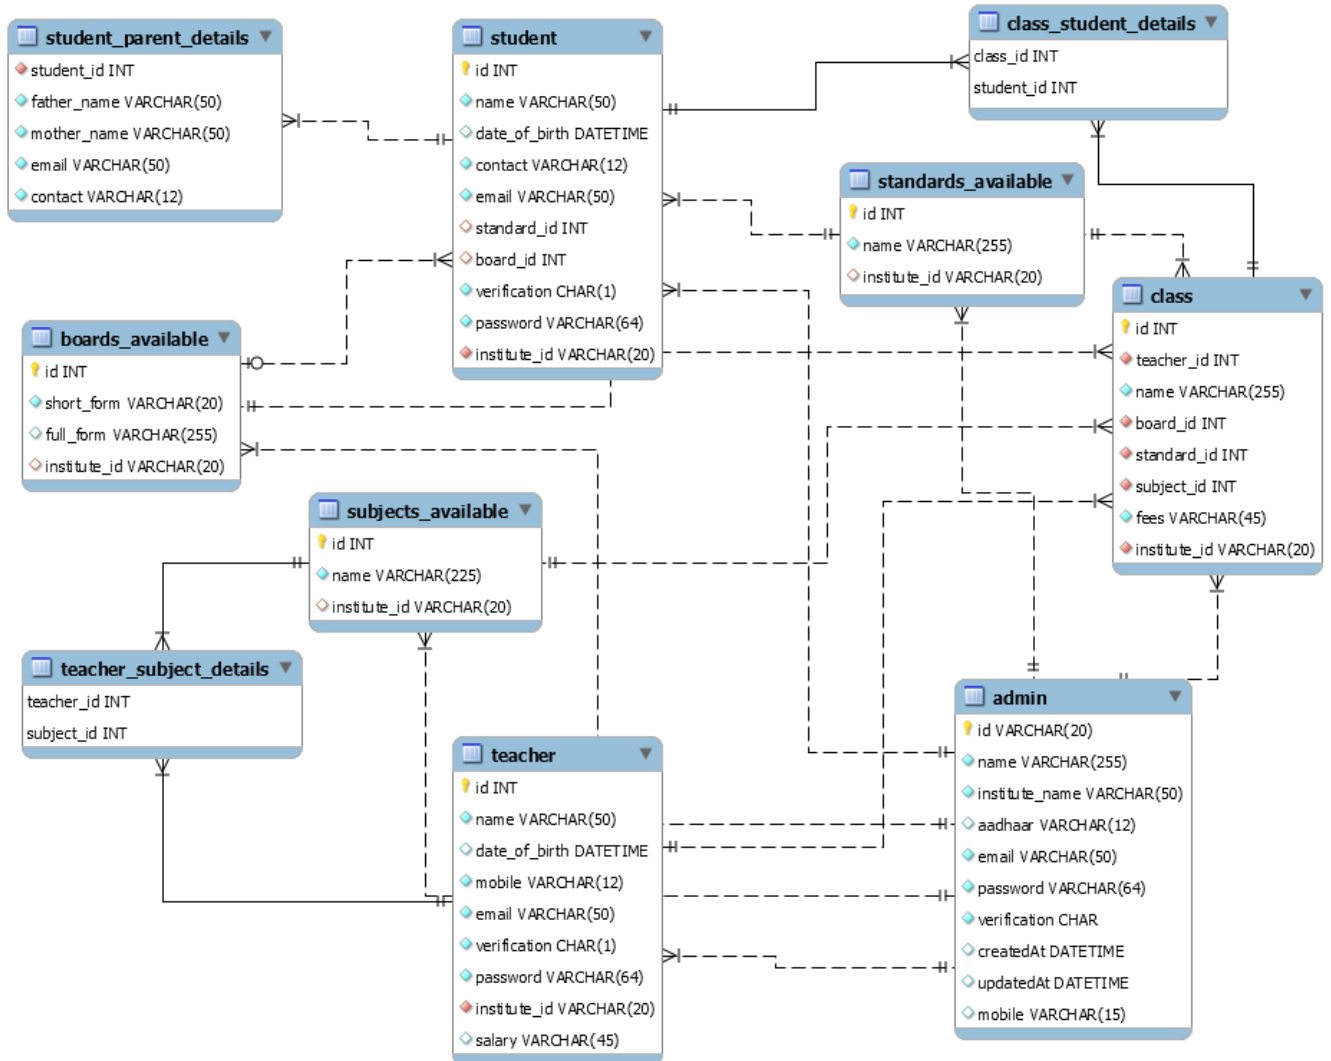 student_parent_details
student_id INT
father_name VARCHAR(50)
mother_name VARCHAR(50)
email VARCHAR(50)
contact VARCHAR(12)
student
id INT
name VARCHAR(50)
date_of_birth DATETIME
contact VARCHAR(12)
email VARCHAR(50)
standard_id INT
board_id INT
verification CHAR(1)
password VARCHAR(64)
institute_id VARCHAR(20)
class_student_details
class_id INT
student_id INT
standards_available
id INT
name VARCHAR(255)
institute_id VARCHAR(20)
class
id INT
teacher_id INT
name VARCHAR(255)
board_id INT
standard_id INT
subject_id INT
fees VARCHAR(45)
institute_id VARCHAR(20)
boards_available
id INT
short_form VARCHAR(20)
full_form VARCHAR(255)
institute_id VARCHAR(20)
subjects_available
id INT
name VARCHAR(225)
institute_id VARCHAR(20)
teacher_subject_details
teacher_id INT
subject_id INT
teacher
id INT
name VARCHAR(50)
date_of_birth DATETIME
mobile VARCHAR(12)
email VARCHAR(50)
verification CHAR(1)
password VARCHAR(64)
institute_id VARCHAR(20)
salary VARCHAR(45)
admin
id VARCHAR(20)
name VARCHAR(255)
institute_name VARCHAR(50)
aadhaar VARCHAR(12)
email VARCHAR(50)
password VARCHAR(64)
verification CHAR
createdAt DATETIME
updatedAt DATETIME
mobile VARCHAR(15)